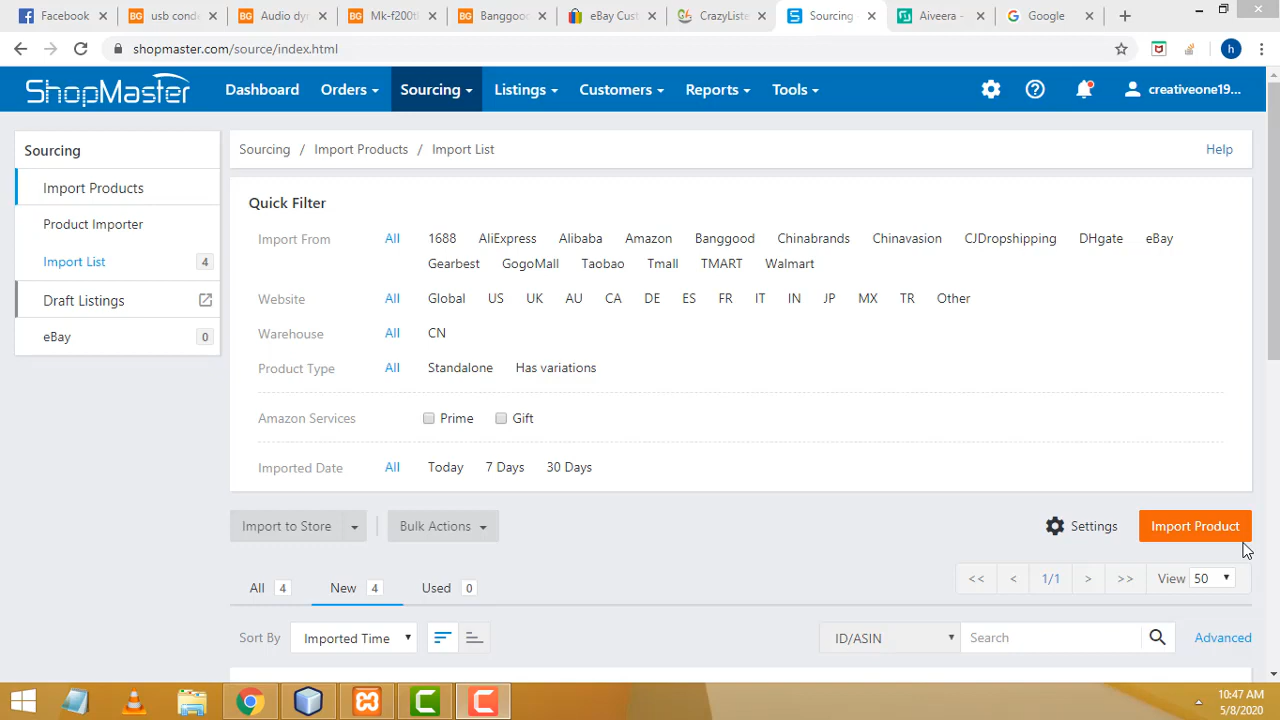 Facebook
usb cond
Audio dy
Mk-f200t
Banggoo
eBay Cus
CrazyListe
Sourcing
Aiveera -
Google
shopmaster.com/source/index.html
h
ShopMaster
Dashboard Orders Sourcing Listings Customers Reports Tools
creativeone19...
Sourcing
Import Products
Product Importer
Import List 4
Draft Listings
eBay 0
Sourcing / Import Products / Import List
Help
Quick Filter
Import From All 1688 AliExpress Alibaba Amazon Banggood Chinabrands Chinavasion CJDropshipping DHgate eBay
Gearbest GogoMall Taobao Tmall TMART Walmart
Website All Global US UK AU CA DE ES FR IT IN JP MX TR Other
Warehouse All CN
Product Type All Standalone Has variations
Amazon Services Prime Gift
Imported Date All Today 7 Days 30 Days
Import to Store Bulk Actions Settings Import Product
<< < 1/1 > >> View 50
All 4 New 4 Used 0
Sort By Imported Time ID/ASIN Search Advanced
10:47 AM
5/8/2020